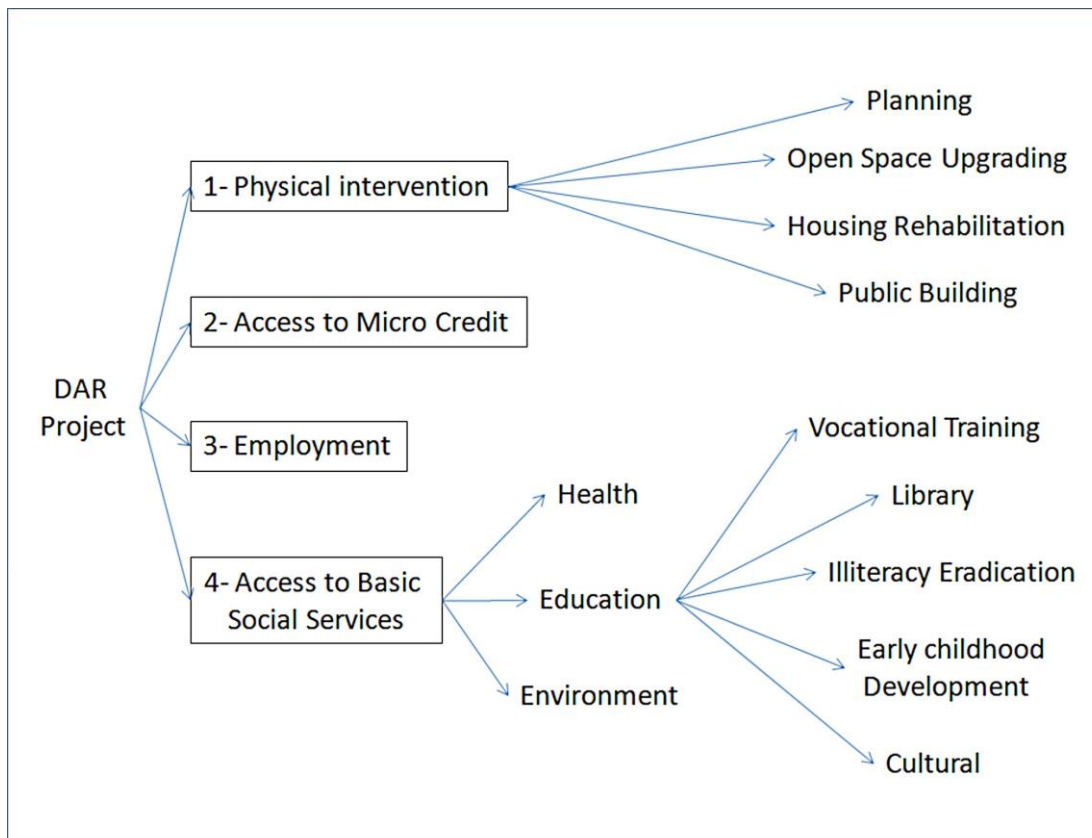 DAR
Project
1- Physical intervention
Planning
Open Space Upgrading
Housing Rehabilitation
Public Building
2- Access to Micro Credit
3- Employment
4- Access to Basic
Social Services
Health
Education
Environment
Vocational Training
Library
Illiteracy Eradication
Early childhood
Development
Cultural